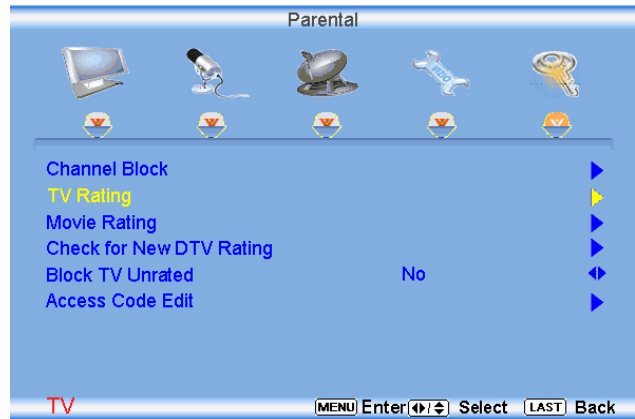 Parental
Channel Block
TV Rating
Movie Rating
Check for New DTV Rating
Block TV Unrated No
Access Code Edit
TV MENU Enter Select LAST Back